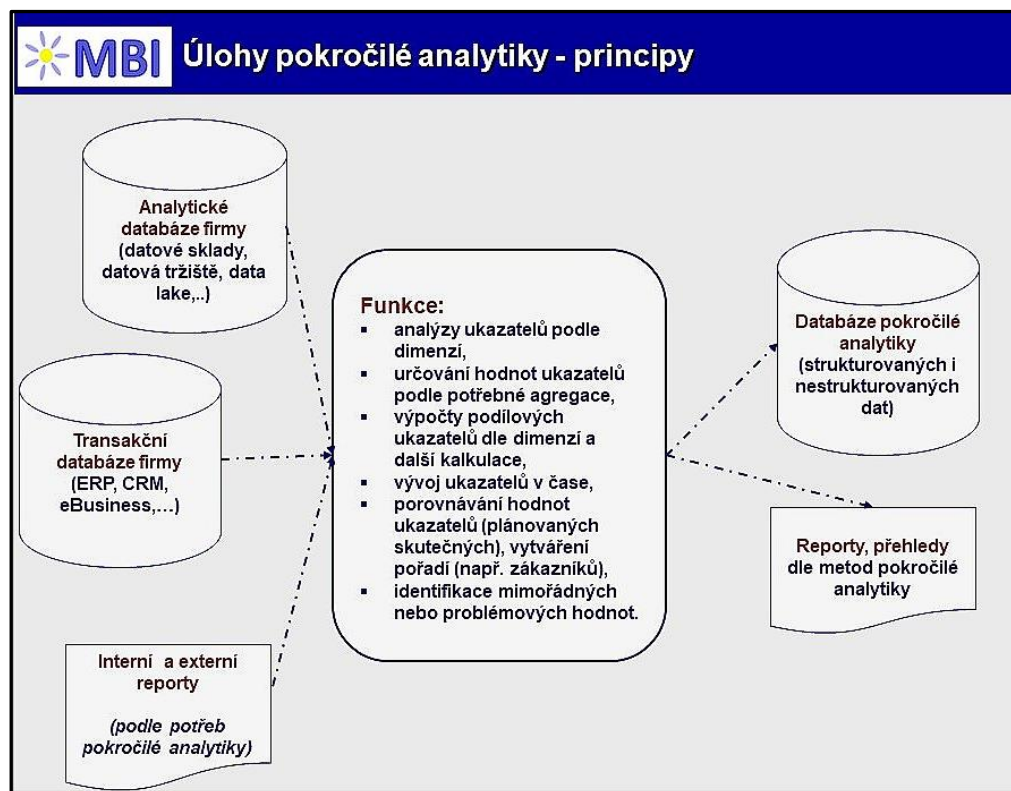 MBI
Úlohy pokročilé analytiky - principy
Analytické
databáze firmy
(datové sklady,
datová tržiště, data
lake,..)
Transakční
databáze firmy
(ERP, CRM,
eBusiness,…)
Interní a externí
reporty
(podle potřeb
pokročilé analytiky)
Funkce:
▪ analýzy ukazatelů podle
dimenzí,
▪ určování hodnot ukazatelů
podle potřebné agregace,
▪ výpočty podílových
ukazatelů dle dimenzí a
další kalkulace,
▪ vývoj ukazatelů v čase,
▪ porovnávání hodnot
ukazatelů (plánovaných
skutečných), vytváření
pořadí (např. zákazníků),
▪ identifikace mimořádných
nebo problémových hodnot.
Databáze pokročilé
analytiky
(strukturovaných i
nestrukturovaných
dat)
Reporty, přehledy
dle metod pokročilé
analytiky